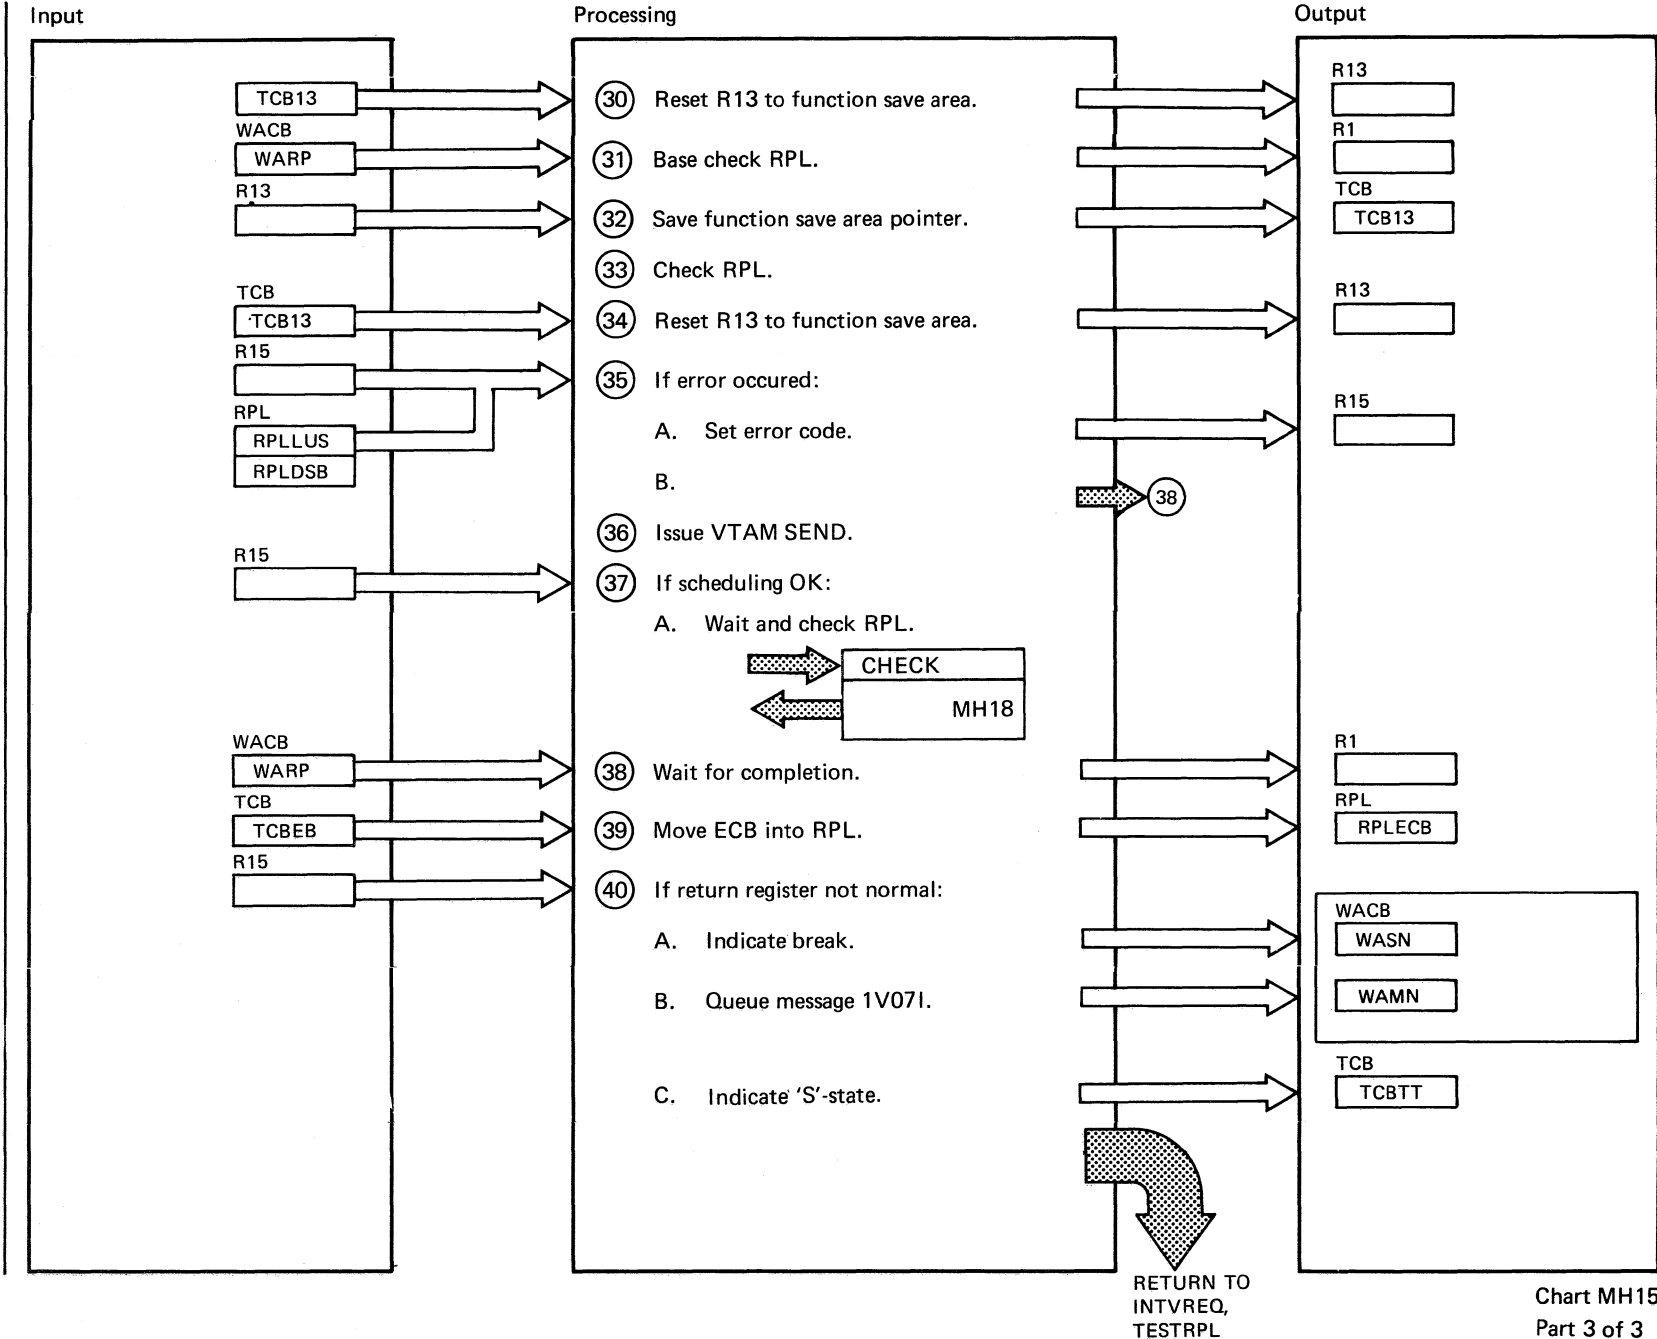 Input Processing Output
R13
TCB13 30 Reset R13 to function save area.
WACB R1
WARP 31 Base check RPL.
R13 TCB
32 Save function save area pointer. TCB13
33 Check RPL.
TCB R13
TCB13 34 Reset R13 to function save area.
R15
35 If error occured:
RPL R15
RPLLUS A. Set error code.
RPLDSB
B. 38
36 Issue VTAM SEND.
R15
37 If scheduling OK:
A. Wait and check RPL.
CHECK
MH18
WACB R1
WARP 38 Wait for completion.
TCB RPL
TCBEB 39 Move ECB into RPL. RPLECB
R15
40 If return register not normal:
WACB
A. Indicate break. WASN
B. Queue message 1V07I. WAMN
TCB
C. Indicate 'S'-state. TCBTT
RETURN TO
INTVREQ,
TESTRPL
Chart MH15
Part 3 of 3